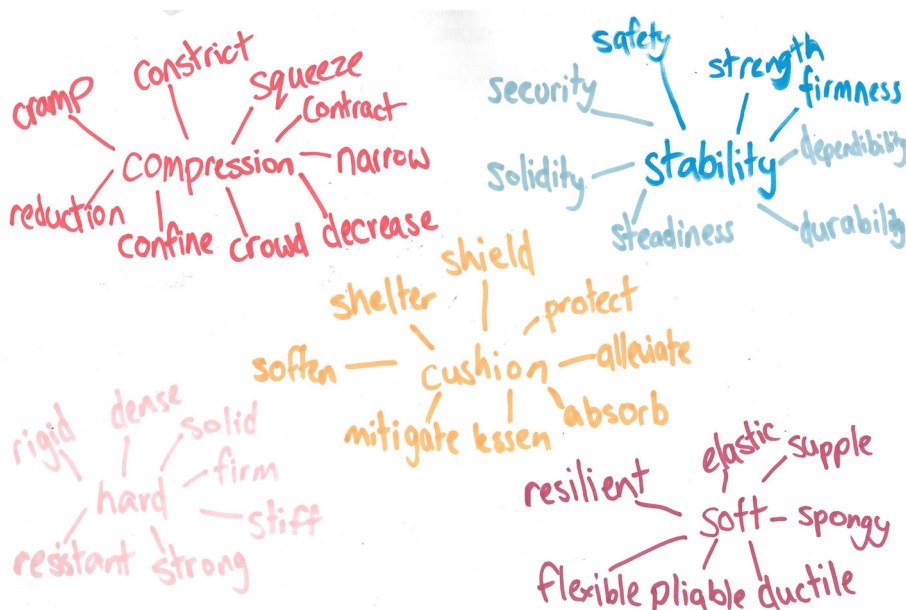 cramp
constrict
squeeze
contract
compression
narrow
reduction
confine
crowd
decrease
safety
strength
security
firmness
stability
dependibility
solidity
steadiness
durability
shield
shelter
protect
soften
cushion
alleviate
mitigate
lessen
absorb
rigid
dense
solid
firm
hard
stiff
resistant
strong
elastic
supple
resilient
soft
spongy
flexible
pliable
ductile